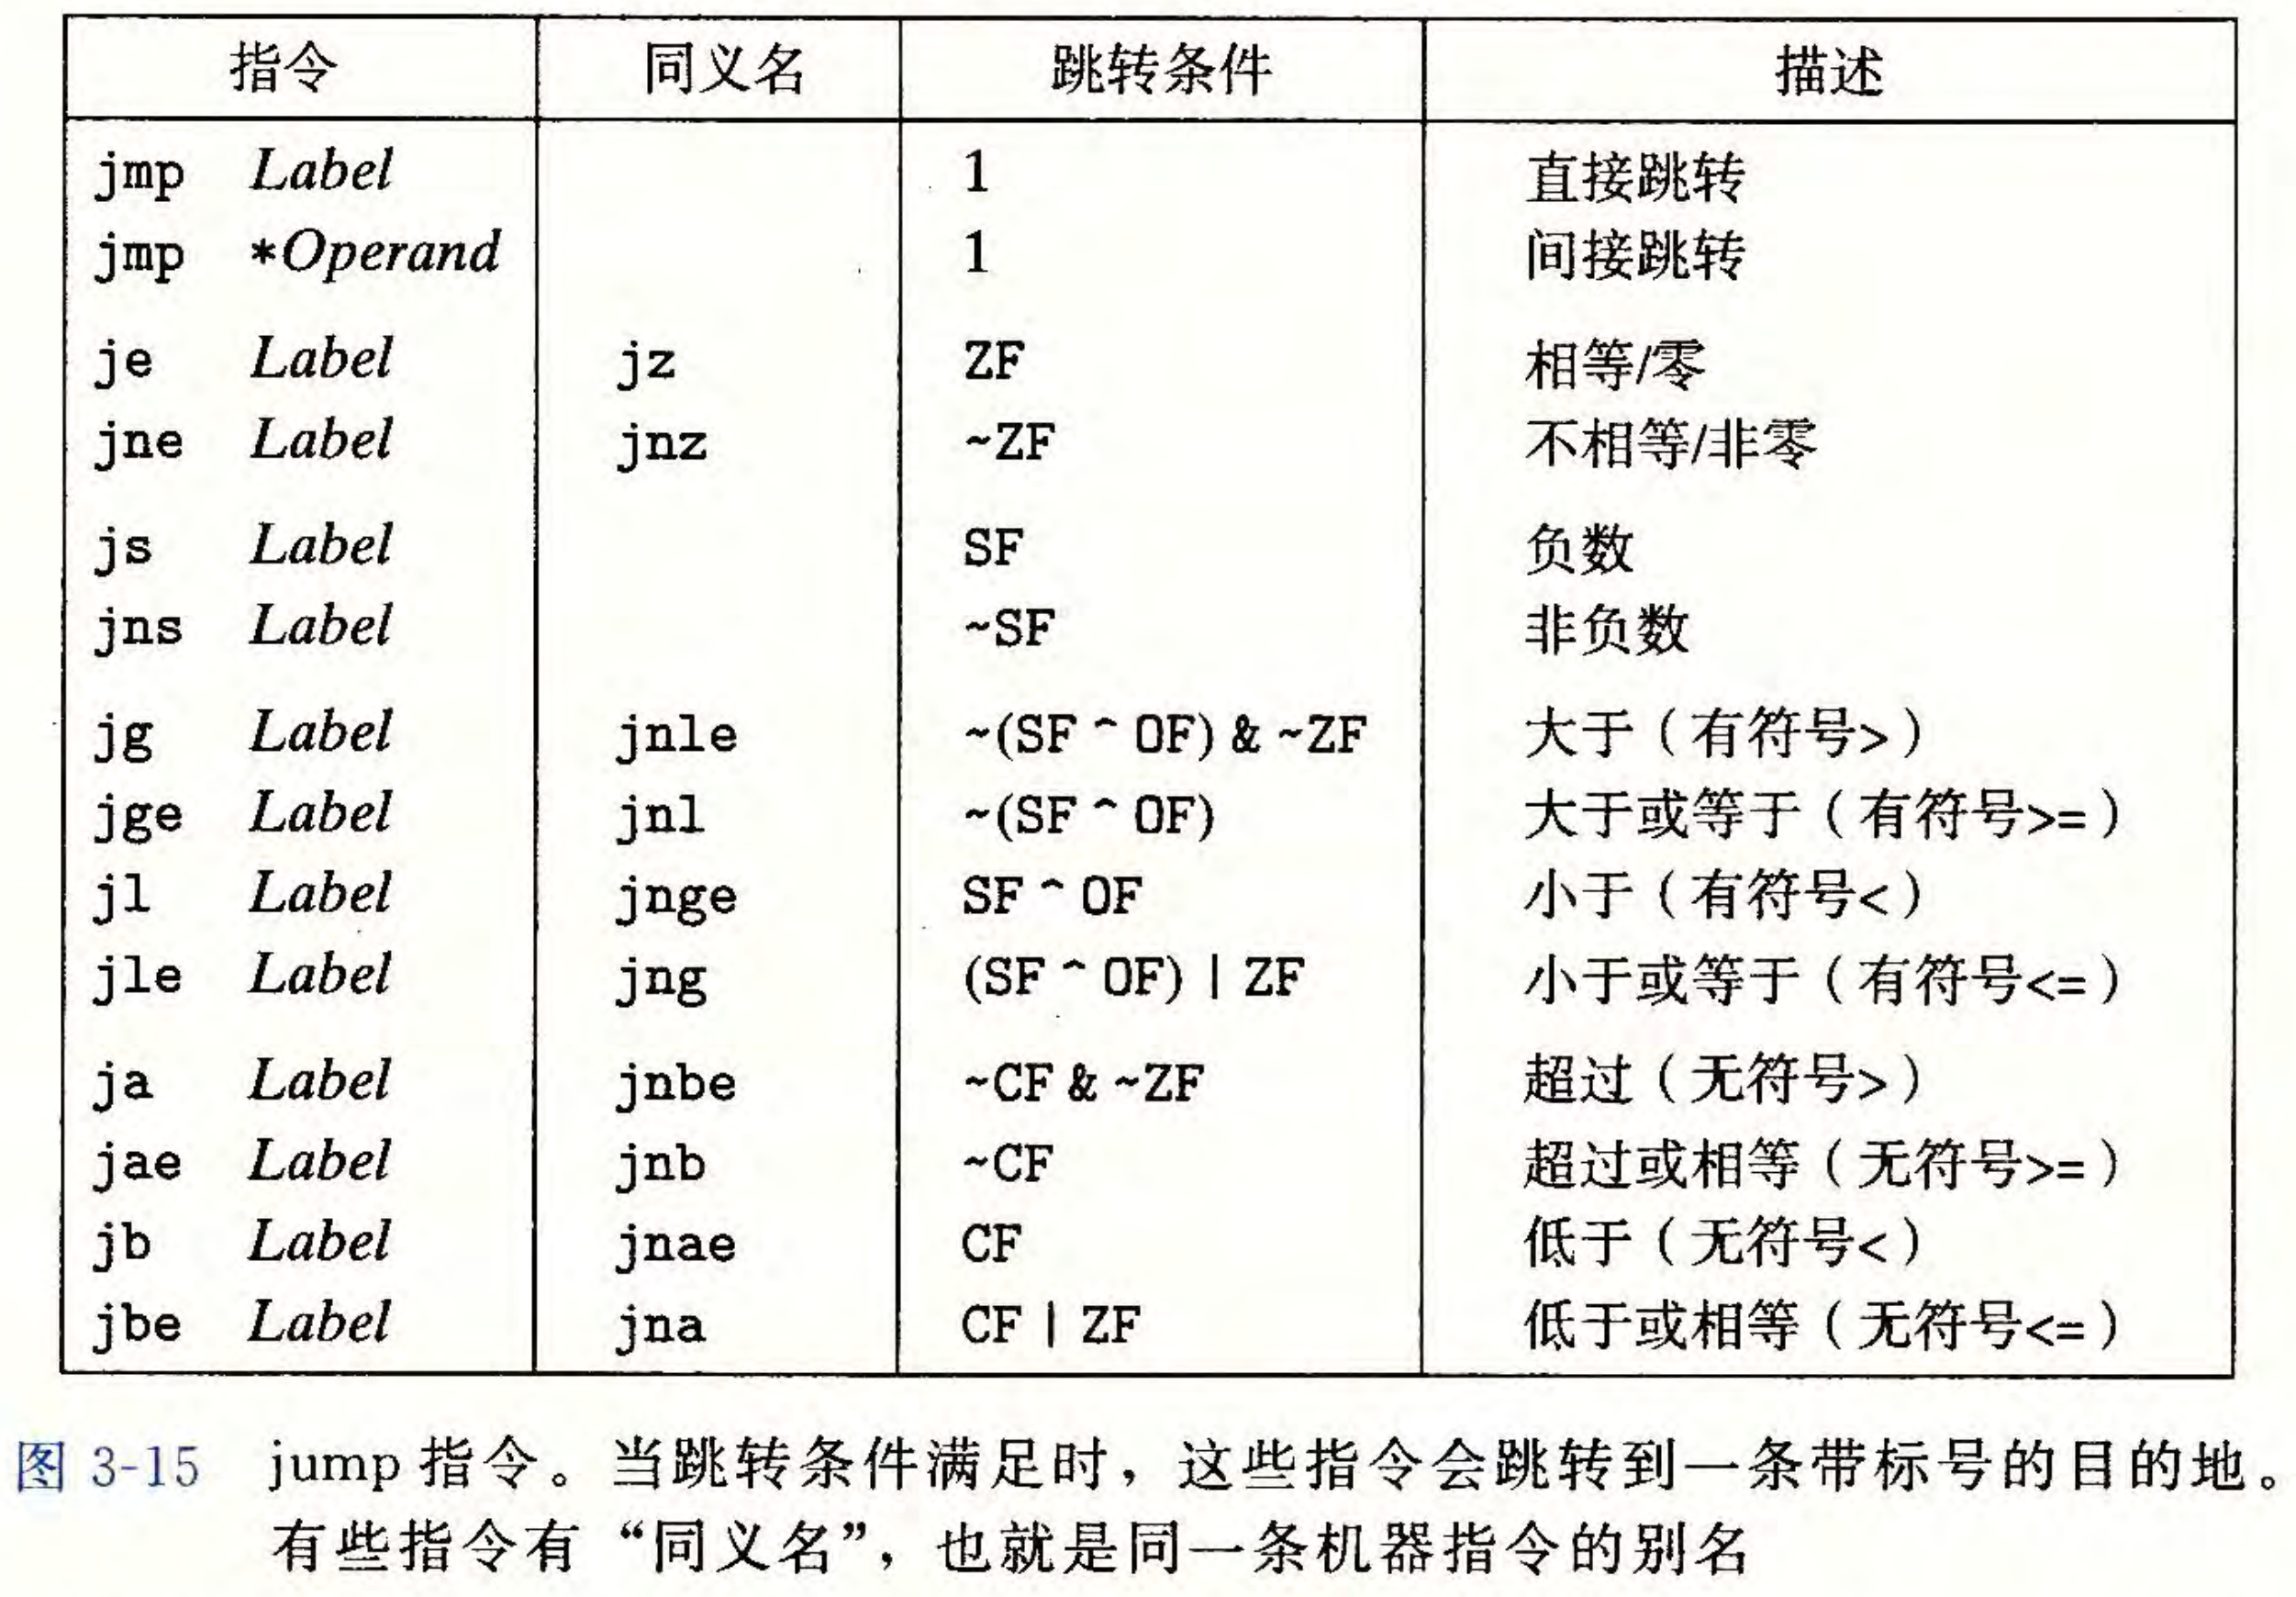 指令 同义名 跳转条件 描述
jmp Label 1 直接跳转
jmp *Operand 1 间接跳转
je Label jz ZF 相等/零
jne Label jnz ~ZF 不相等/非零
js Label SF 负数
jns Label ~SF 非负数
jg Label jnle ~(SF ^ OF) & ~ZF 大于（有符号>）
jge Label jnl ~(SF ^ OF) 大于或等于（有符号>=）
jl Label jnge SF ^ OF 小于（有符号<）
jle Label jng (SF ^ OF) | ZF 小于或等于（有符号<=）
ja Label jnbe ~CF & ~ZF 超过（无符号>）
jae Label jnb ~CF 超过或相等（无符号>=）
jb Label jnae CF 低于（无符号<）
jbe Label jna CF | ZF 低于或相等（无符号<=）
图 3-15 jump 指令。当跳转条件满足时，这些指令会跳转到一条带标号的目的地。
有些指令有“同义名”，也就是同一条机器指令的别名